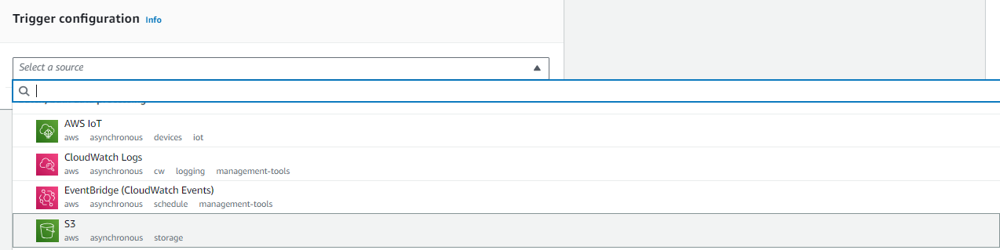 Trigger configuration Info
Select a source
AWS IoT
aws asynchronous devices iot
CloudWatch Logs
aws asynchronous cw logging management-tools
EventBridge (CloudWatch Events)
aws asynchronous schedule management-tools
S3
aws asynchronous storage